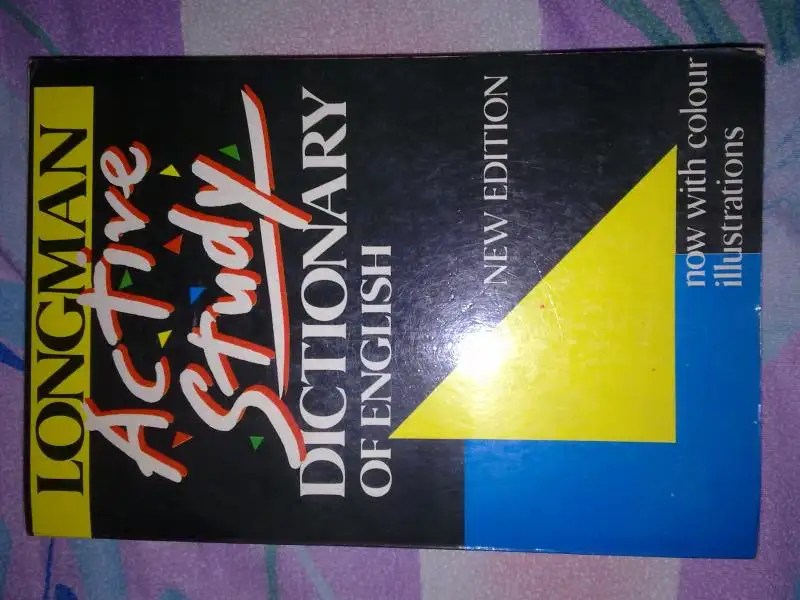 LONGMAN
Active
Study
DICTIONARY
OF ENGLISH
NEW EDITION
now with colour
illustrations